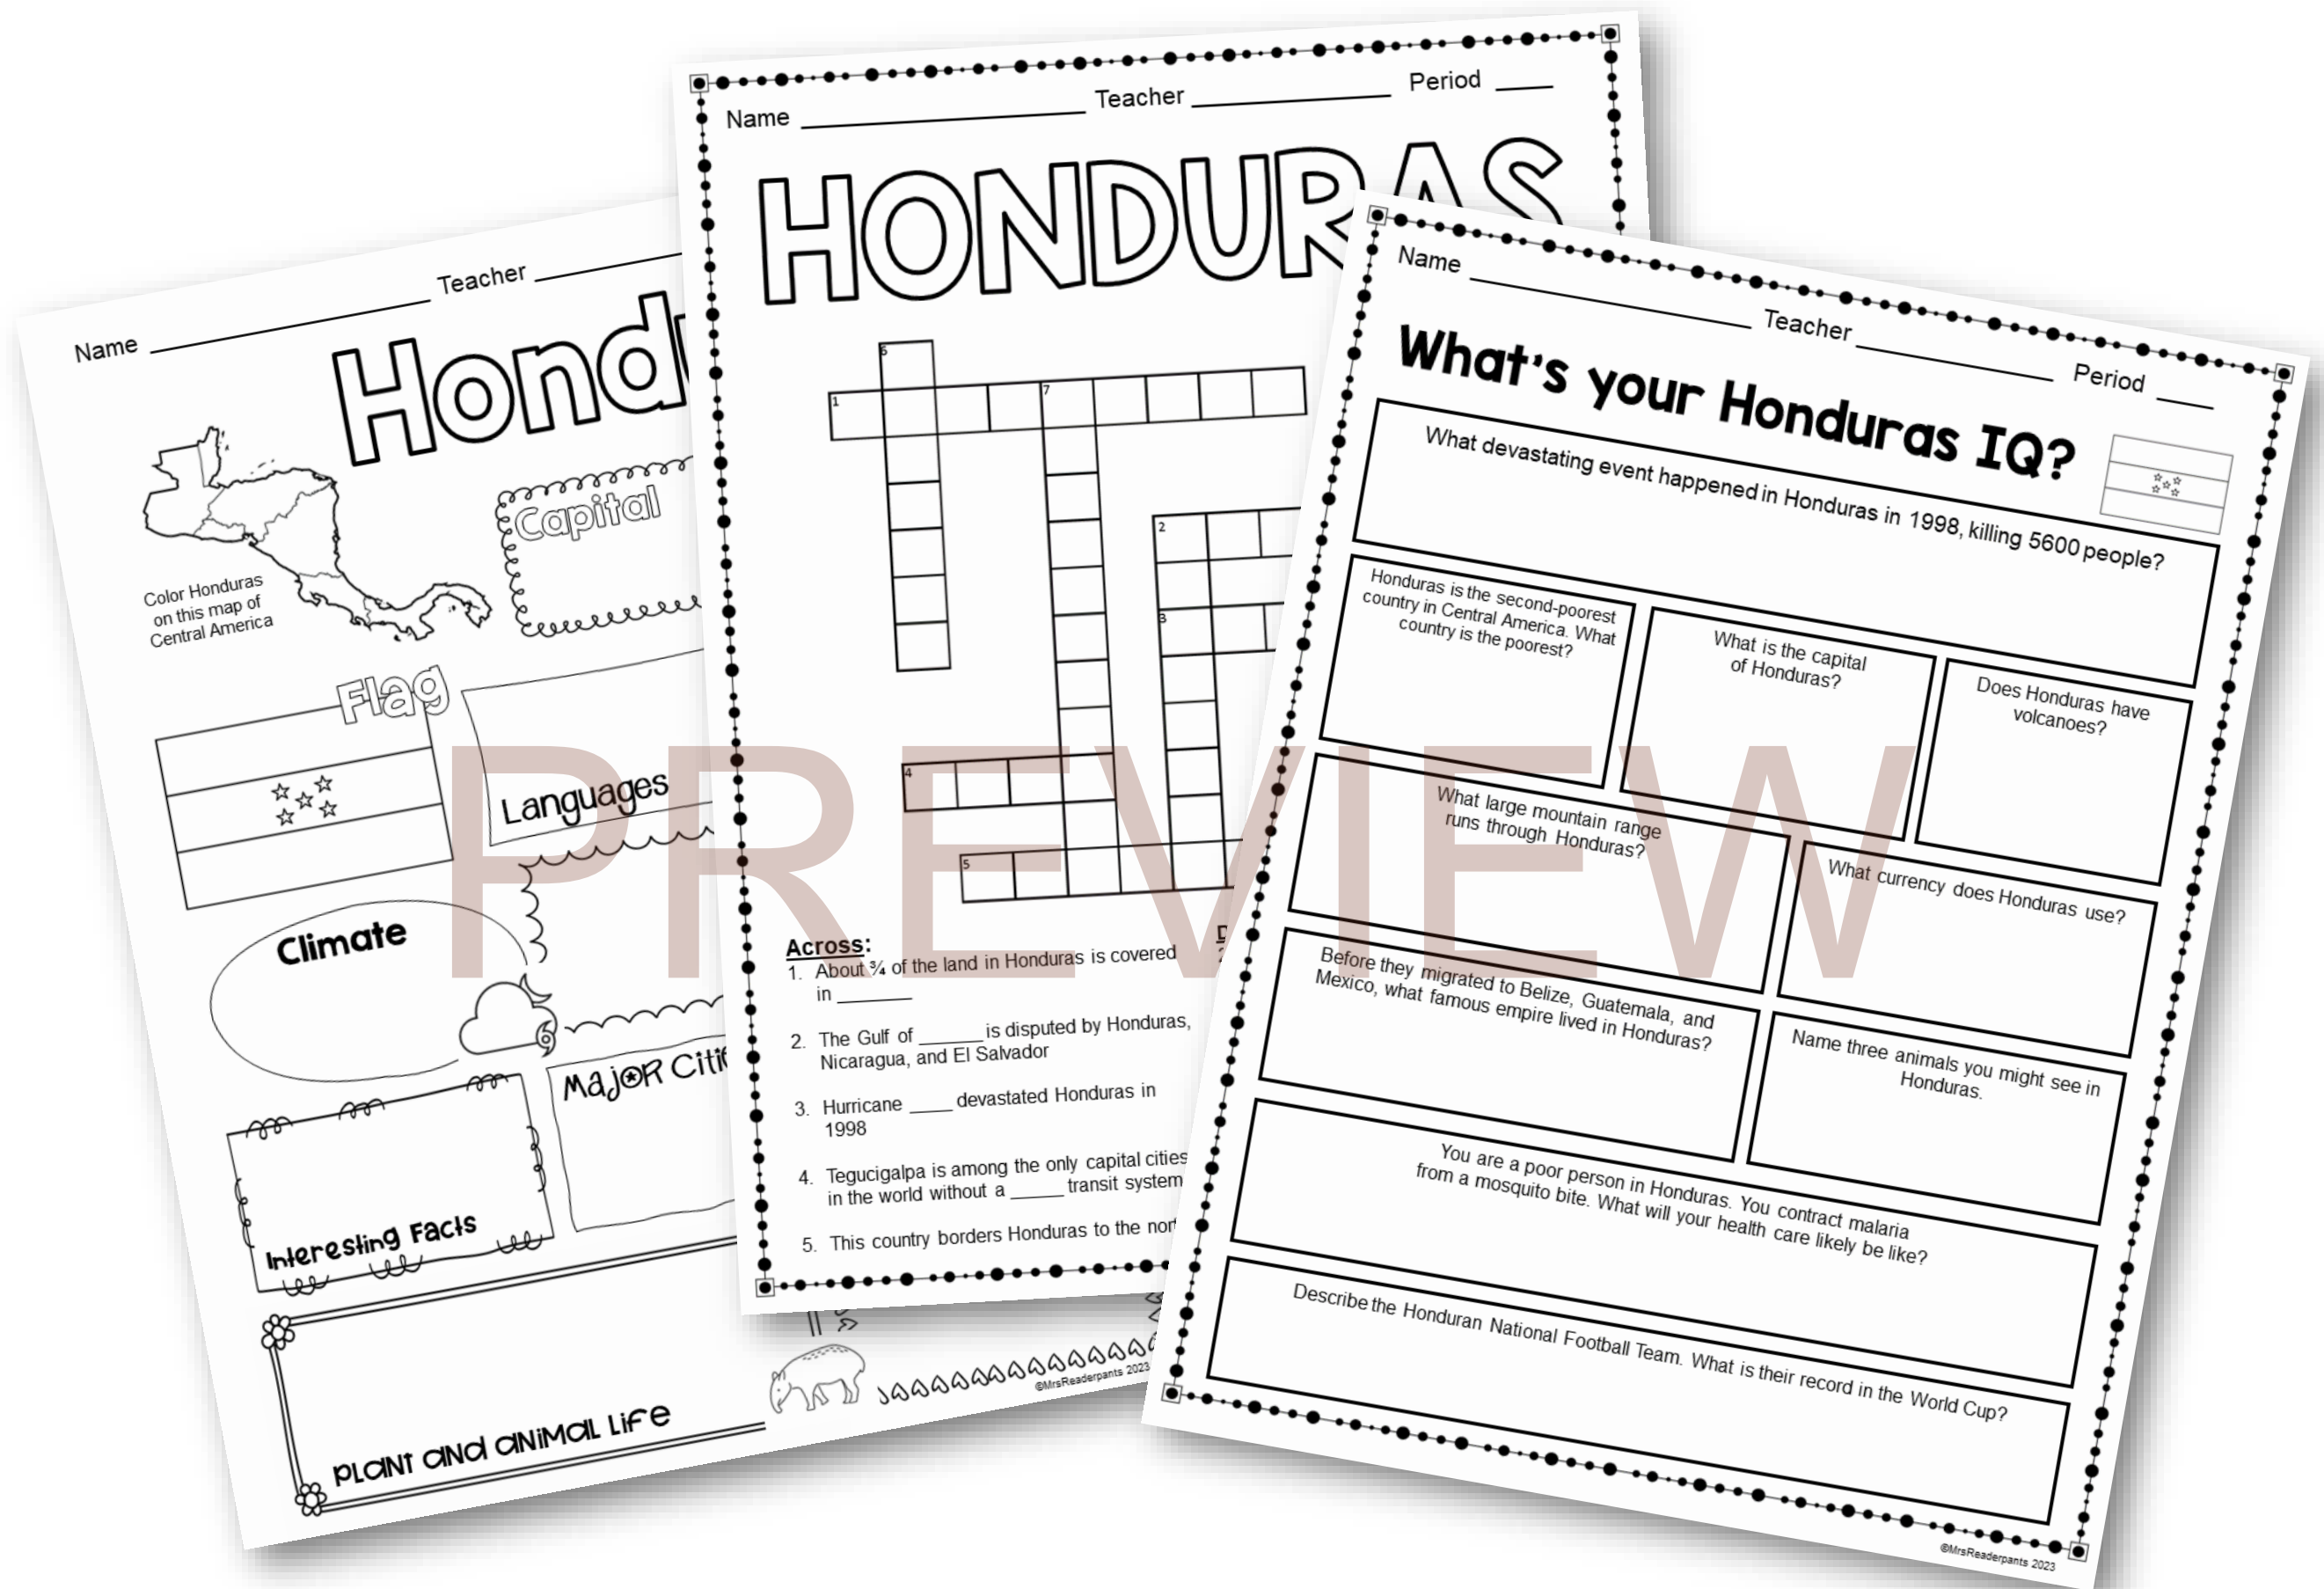 Name Teacher
Color Honduras
on this map of
Central America
Capital
Flag
Languages
Climate
Interesting Facts
Plant and Animal Life
©MrsReaderpants 2023
Name Teacher Period
HONDURAS
6
1 7
2
3
4
5
Across:
1. About ¾ of the land in Honduras is covered
in _______
2. The Gulf of ______ is disputed by Honduras,
Nicaragua, and El Salvador
3. Hurricane ____ devastated Honduras in
1998
4. Tegucigalpa is among the only capital cities
in the world without a _____ transit system
5. This country borders Honduras to the
Name Teacher Period
What's your Honduras IQ?
What devastating event happened in Honduras in 1998, killing 5600 people?
Honduras is the second-poorest
country in Central America. What
country is the poorest?
What is the capital
of Honduras?
Does Honduras have
volcanoes?
What large mountain range
runs through Honduras?
What currency does Honduras use?
Before they migrated to Belize, Guatemala, and
Mexico, what famous empire lived in Honduras?
Name three animals you might see in
Honduras.
You are a poor person in Honduras. You contract malaria
from a mosquito bite. What will your health care likely be like?
Describe the Honduran National Football Team. What is their record in the World Cup?
©MrsReaderpants 2023
PREVIEW